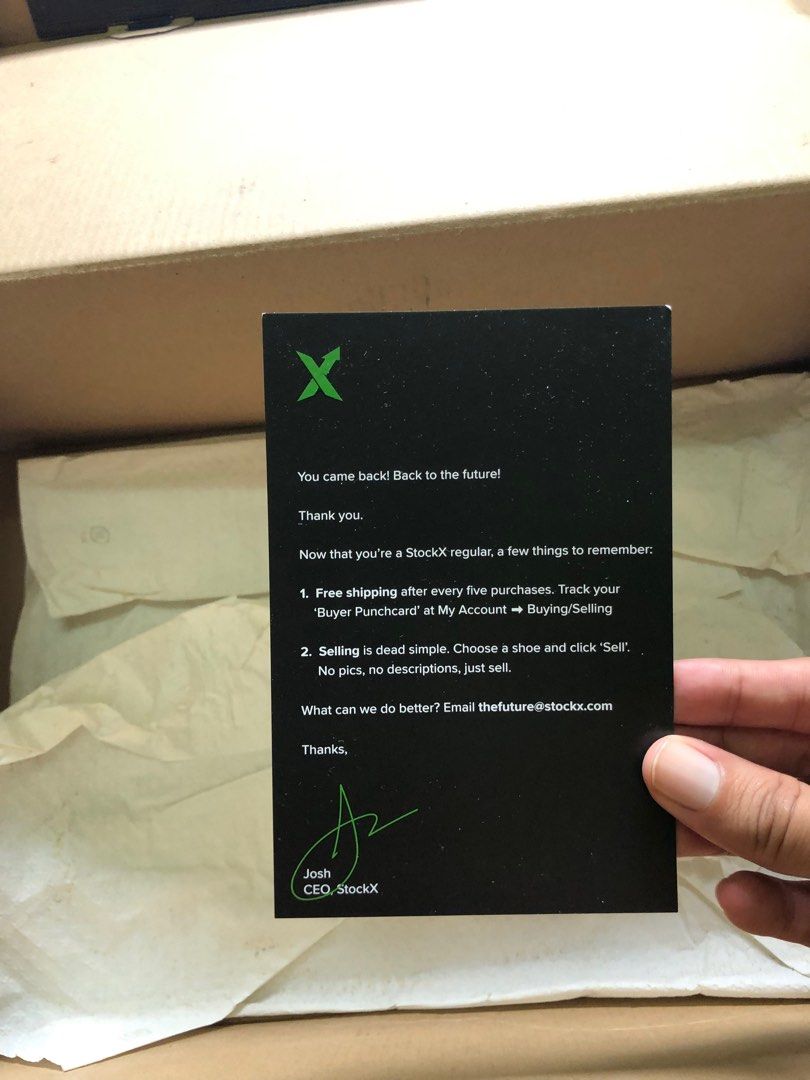 You came back! Back to the future!
Thank you.
Now that you're a StockX regular, a few things to remember:
1. Free shipping after every five purchases. Track your
'Buyer Punchcard' at My Account ➡ Buying/Selling
2. Selling is dead simple. Choose a shoe and click 'Sell'.
No pics, no descriptions, just sell.
What can we do better? Email thefuture@stockx.com
Thanks,
Josh
CEO, StockX